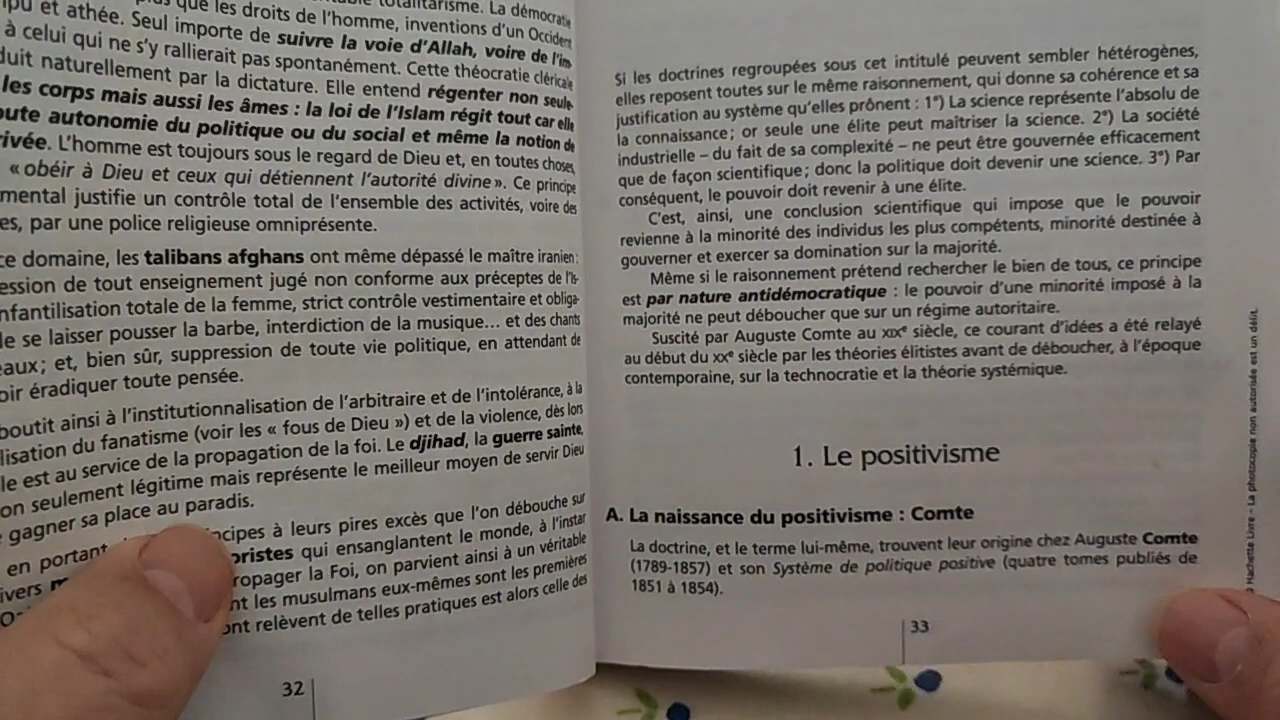 que les droits de l'homme, inventions d'un Occident
et athée. Seul importe de suivre la voie d'Allah, voire de l'im-
à celui qui ne s'y rallierait pas spontanément. Cette théocratie cléricale
duit naturellement par la dictature. Elle entend régenter non seule-
les corps mais aussi les âmes : la loi de l'Islam régit tout car elle
oute autonomie du politique ou du social et même la notion de
rivée. L'homme est toujours sous le regard de Dieu et, en toutes choses,
« obéir à Dieu et ceux qui détiennent l'autorité divine ». Ce principe
mental justifie un contrôle total de l'ensemble des activités, voire des
es, par une police religieuse omniprésente.
ce domaine, les talibans afghans ont même dépassé le maître iranien :
ession de tout enseignement jugé non conforme aux préceptes de l'Is-
nfantilisation totale de la femme, strict contrôle vestimentaire et obliga-
de se laisser pousser la barbe, interdiction de la musique... et des chants
eaux ; et, bien sûr, suppression de toute vie politique, en attendant de
oir éradiquer toute pensée.
boutit ainsi à l'institutionnalisation de l'arbitraire et de l'intolérance, à la
lisation du fanatisme (voir les « fous de Dieu ») et de la violence, dès lors
le est au service de la propagation de la foi. Le djihad, la guerre sainte,
on seulement légitime mais représente le meilleur moyen de servir Dieu
gagner sa place au paradis.
en portant ncipes à leurs pires excès que l'on débouche sur
oristes qui ensanglantent le monde, à l'instar
ivers ropager la Foi, on parvient ainsi à un véritable
nt les musulmans eux-mêmes sont les premières
ont relèvent de telles pratiques est alors celle des
32
Si les doctrines regroupées sous cet intitulé peuvent sembler hétérogènes,
elles reposent toutes sur le même raisonnement, qui donne sa cohérence et sa
justification au système qu'elles prônent : 1°) La science représente l'absolu de
la connaissance ; or seule une élite peut maîtriser la science. 2°) La société
industrielle – du fait de sa complexité – ne peut être gouvernée efficacement
que de façon scientifique ; donc la politique doit devenir une science. 3°) Par
conséquent, le pouvoir doit revenir à une élite.
C'est, ainsi, une conclusion scientifique qui impose que le pouvoir
revienne à la minorité des individus les plus compétents, minorité destinée à
gouverner et exercer sa domination sur la majorité.
Même si le raisonnement prétend rechercher le bien de tous, ce principe
est par nature antidémocratique : le pouvoir d'une minorité imposé à la
majorité ne peut déboucher que sur un régime autoritaire.
Suscité par Auguste Comte au XIXe siècle, ce courant d'idées a été relayé
au début du XXe siècle par les théories élitistes avant de déboucher, à l'époque
contemporaine, sur la technocratie et la théorie systémique.
1. Le positivisme
A. La naissance du positivisme : Comte
La doctrine, et le terme lui-même, trouvent leur origine chez Auguste Comte
(1789-1857) et son Système de politique positive (quatre tomes publiés de
1851 à 1854).
33
Hachette Livre – La photocopie non autorisée est un délit.